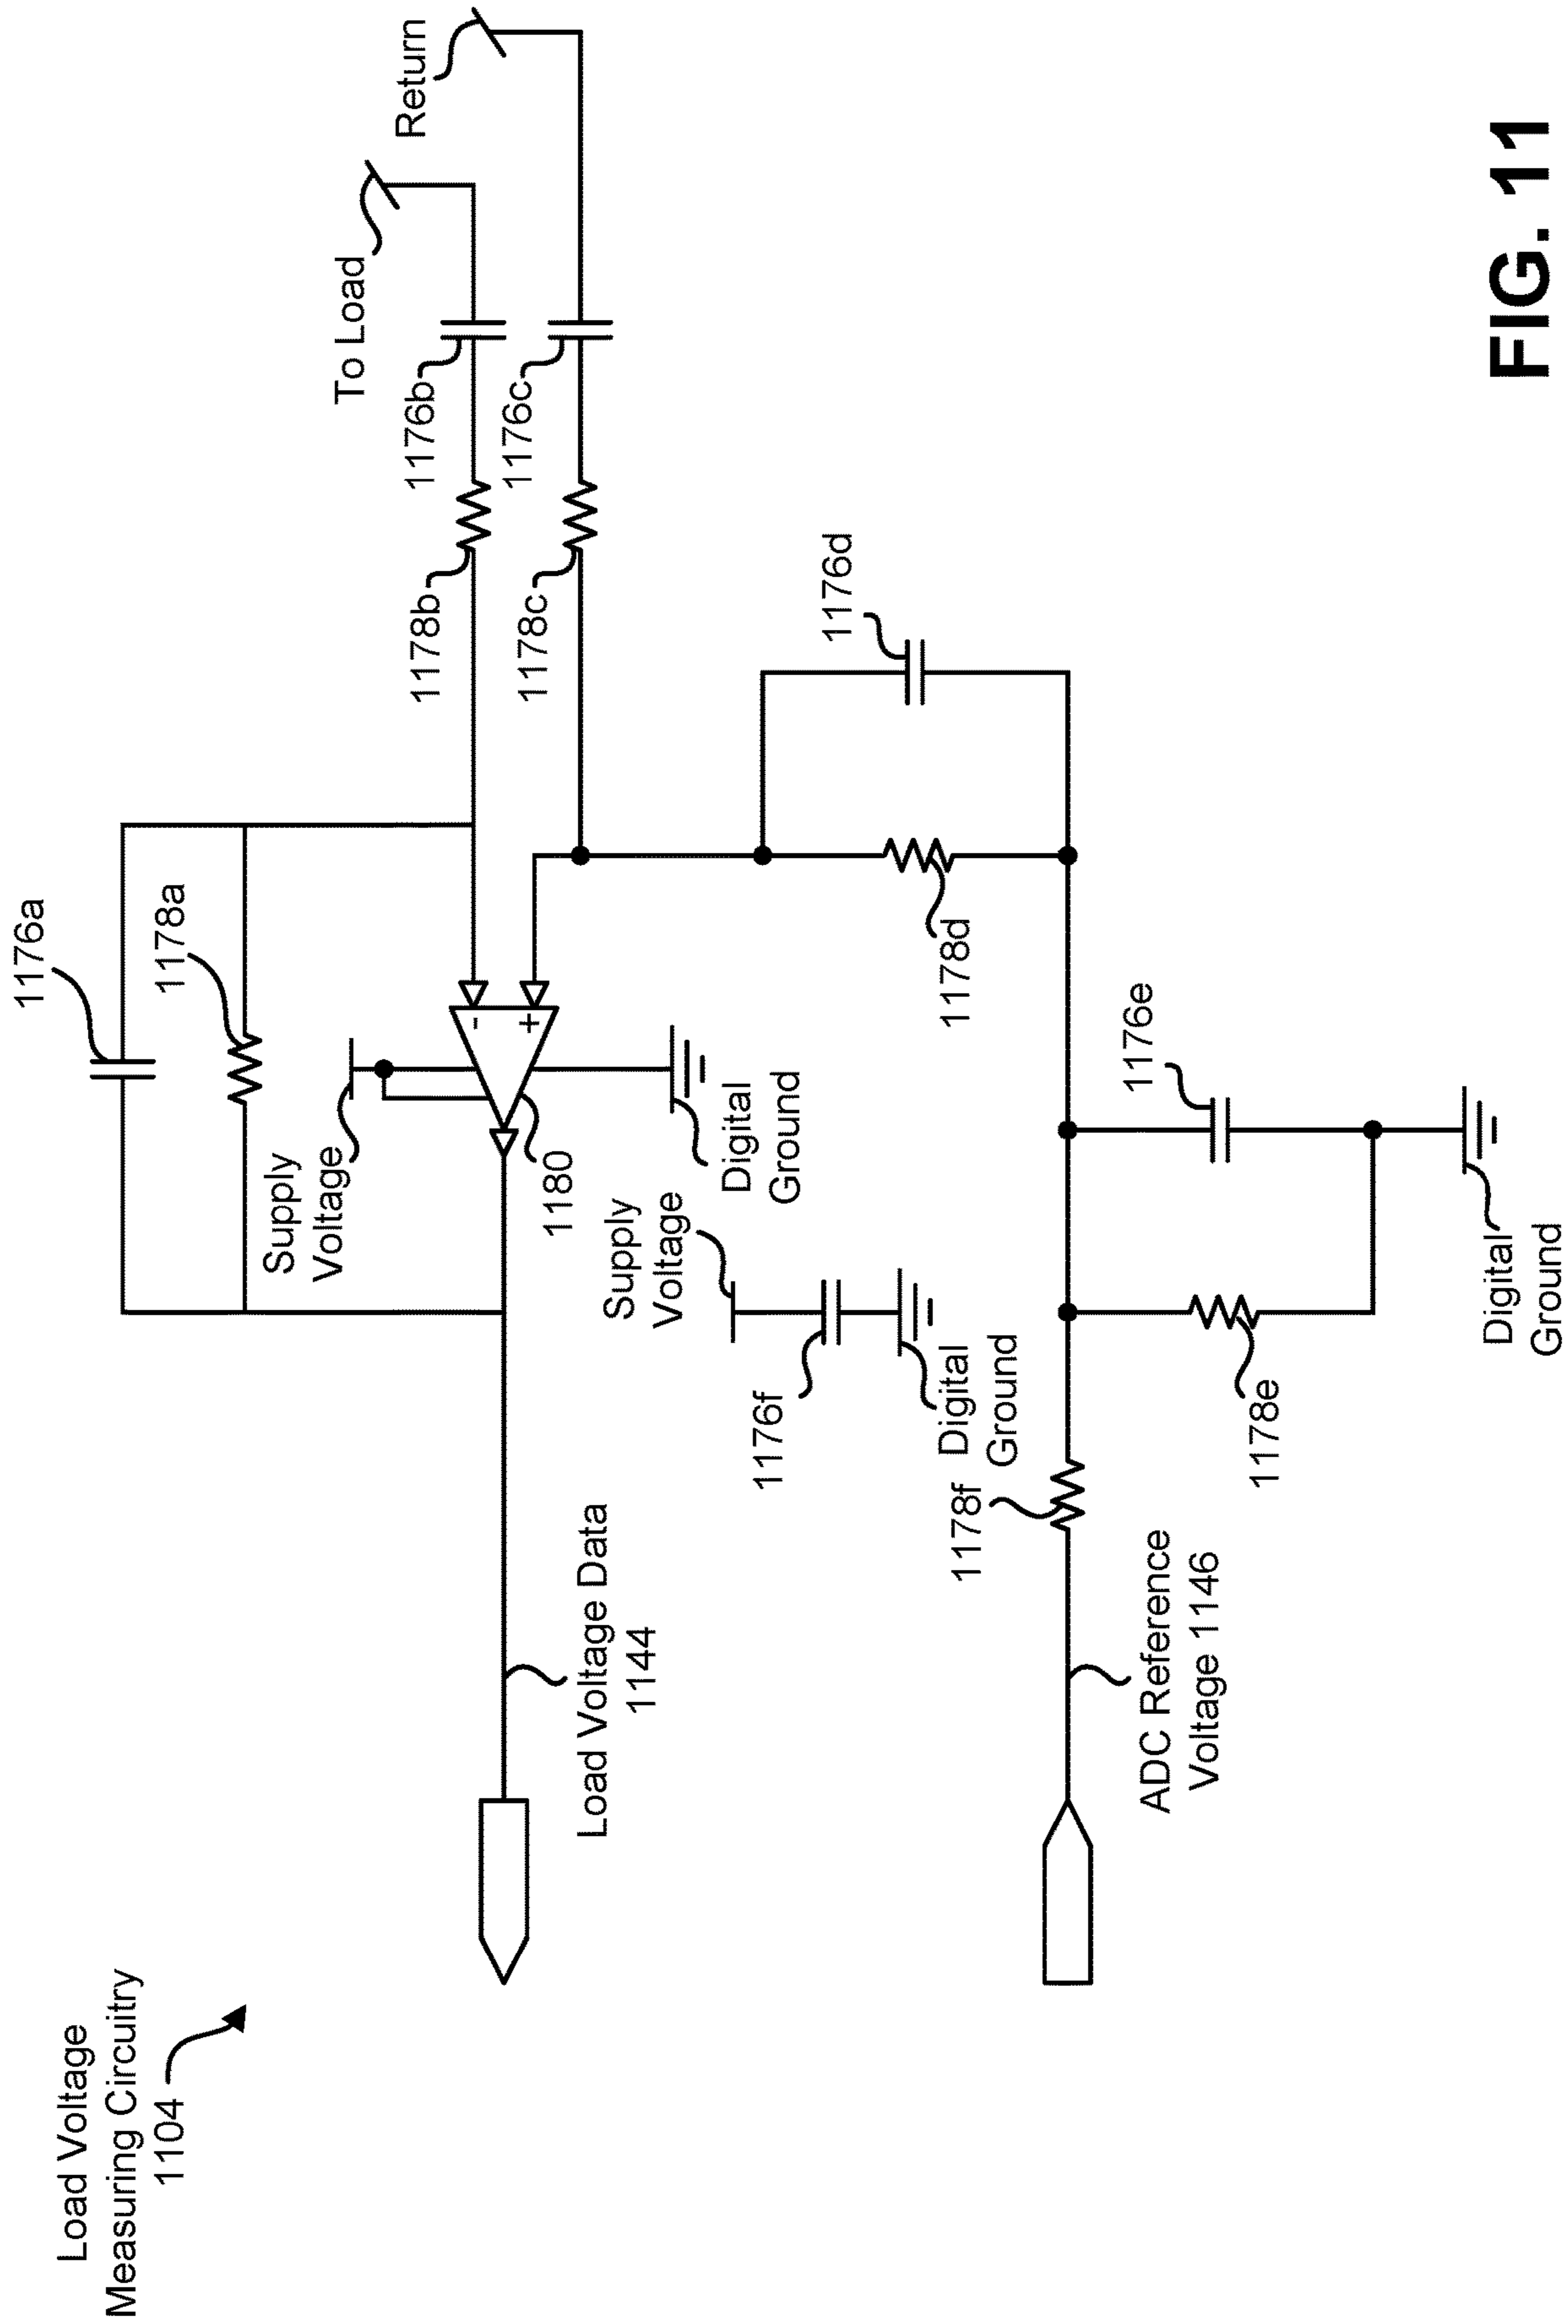 Load Voltage
Measuring Circuitry
1104
1176a
1178a
Supply
Voltage
1180
Digital
Ground
To Load
Return
1176b
1176c
1178b
1178c
1176d
1178d
Load Voltage Data
1144
Supply
Voltage
1176f
Digital
Ground
1178f
ADC Reference
Voltage 1146
1176e
1178e
Digital
Ground
-
+
FIG. 11